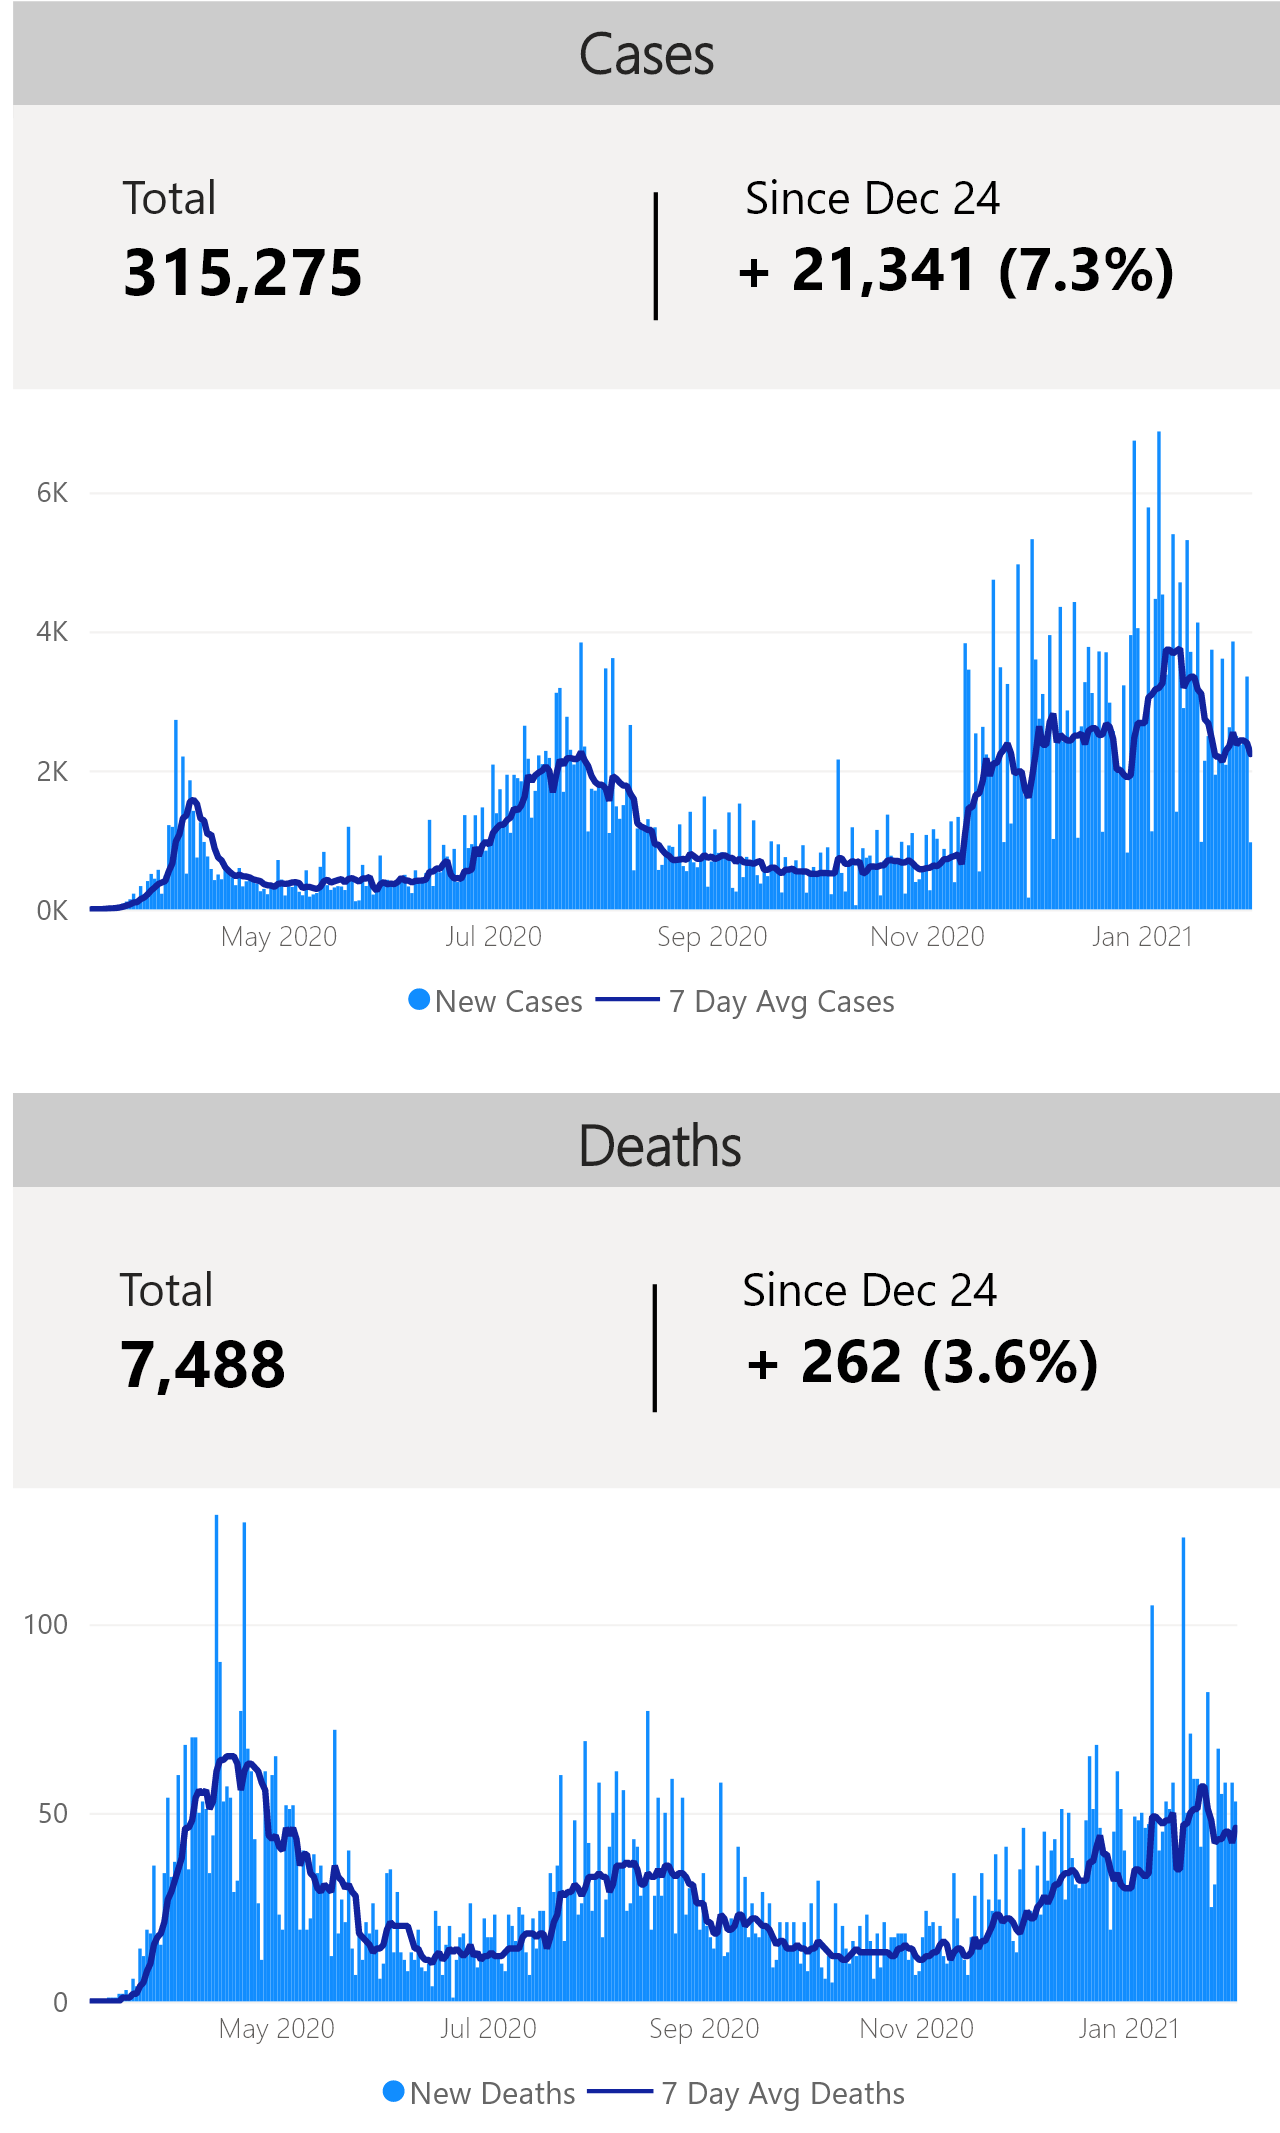 Cases
Total
Since Dec 24
315,275
+ 21,341 (7.3%)
6K
4K
2K
0K
May 2020
Jul 2020
Sep 2020
Nov 2020
Jan 2021
New Cases
7 Day Avg Cases
Deaths
Total
Since Dec 24
7,488
+ 262 (3.6%)
100
50
0
May 2020
Jul 2020
Sep 2020
Nov 2020
Jan 2021
New Deaths
7 Day Avg Deaths